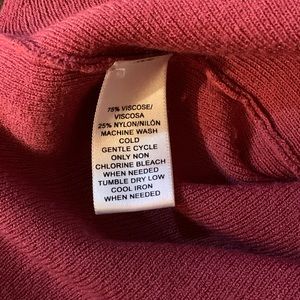 75% VISCOSE/
VISCOSA
25% NYLON/NILÓN
MACHINE WASH
COLD
GENTLE CYCLE
ONLY NON
CHLORINE BLEACH
WHEN NEEDED
TUMBLE DRY LOW
COOL IRON
WHEN NEEDED